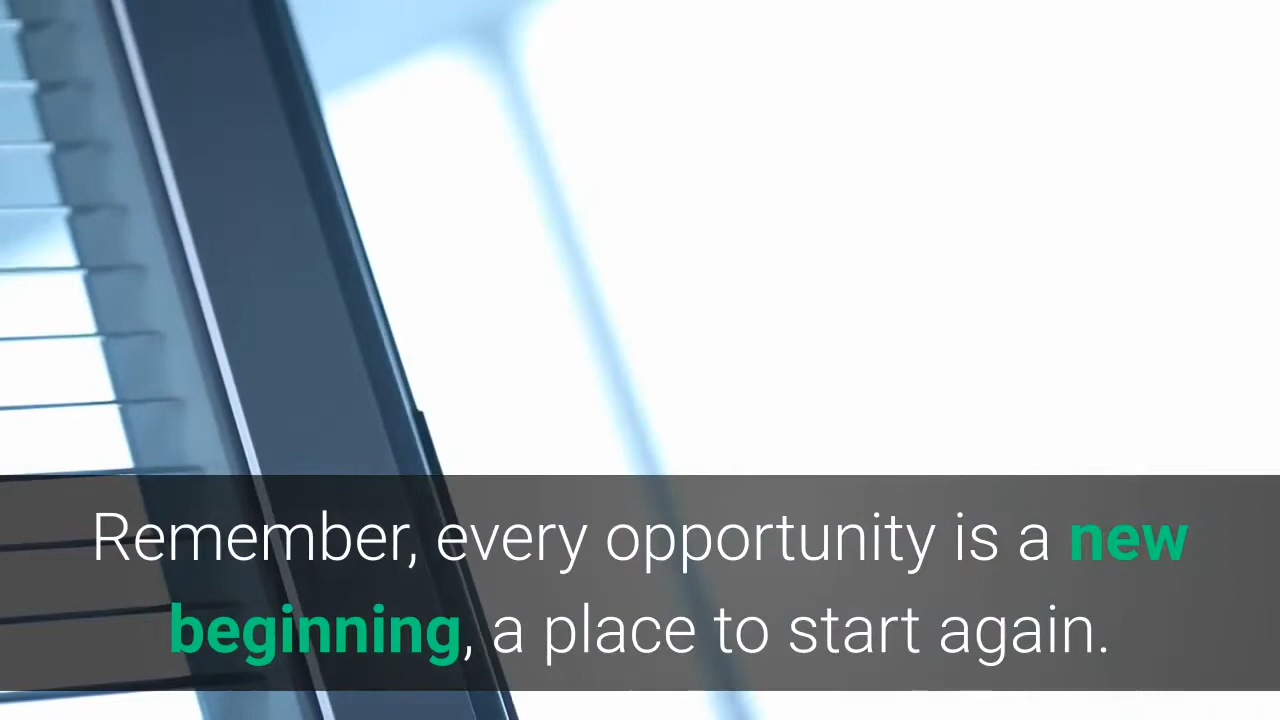 Remember, every opportunity is a new
beginning, a place to start again.